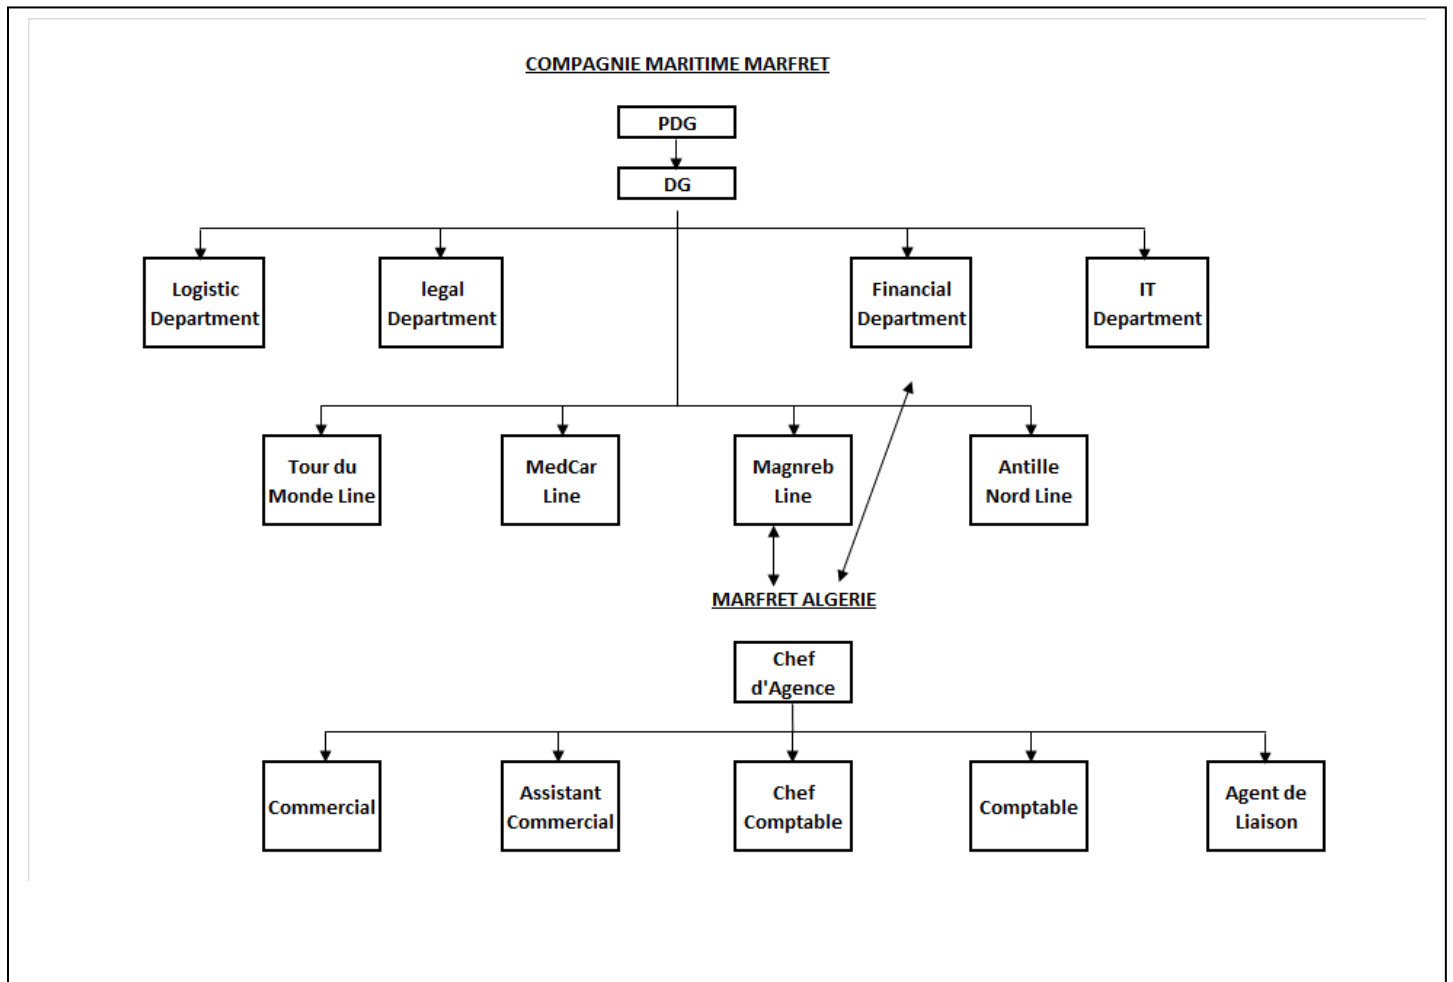 COMPAGNIE MARITIME MARFRET
PDG
DG
Logistic
Department
legal
Department
Financial
Department
IT
Department
Tour du
Monde Line
MedCar
Line
Magnreb
Line
Antille
Nord Line
MARFRET ALGERIE
Chef
d'Agence
Commercial
Assistant
Commercial
Chef
Comptable
Comptable
Agent de
Liaison